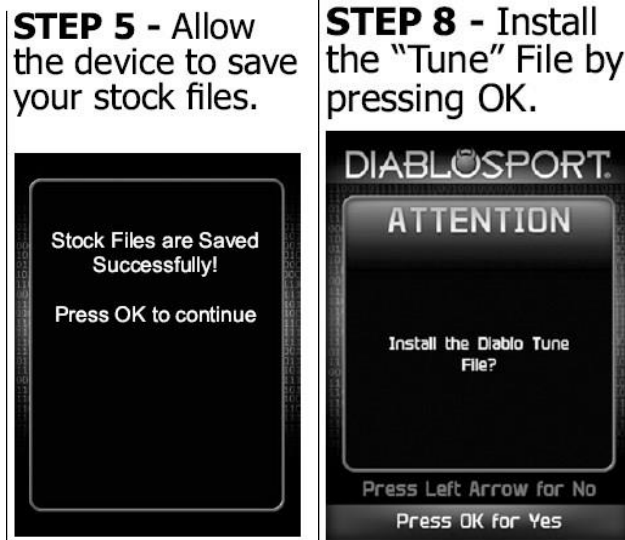 STEP 5 - Allow
the device to save
your stock files.
Stock Files are Saved
Successfully!
Press OK to continue
STEP 8 - Install
the “Tune” File by
pressing OK.
DIABLOSPORT.
ATTENTION
Install the Diablo Tune
File?
Press Left Arrow for No
Press OK for Yes